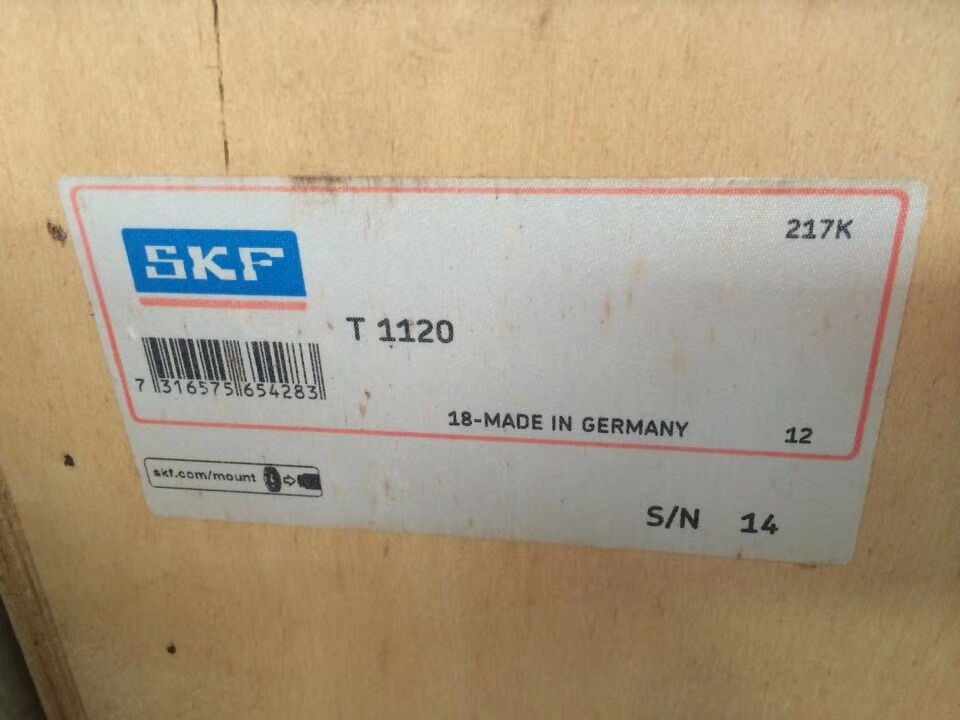 217K
SKF
T 1120
7 316575 654283
18-MADE IN GERMANY
12
skf.com/mount
S/N 14